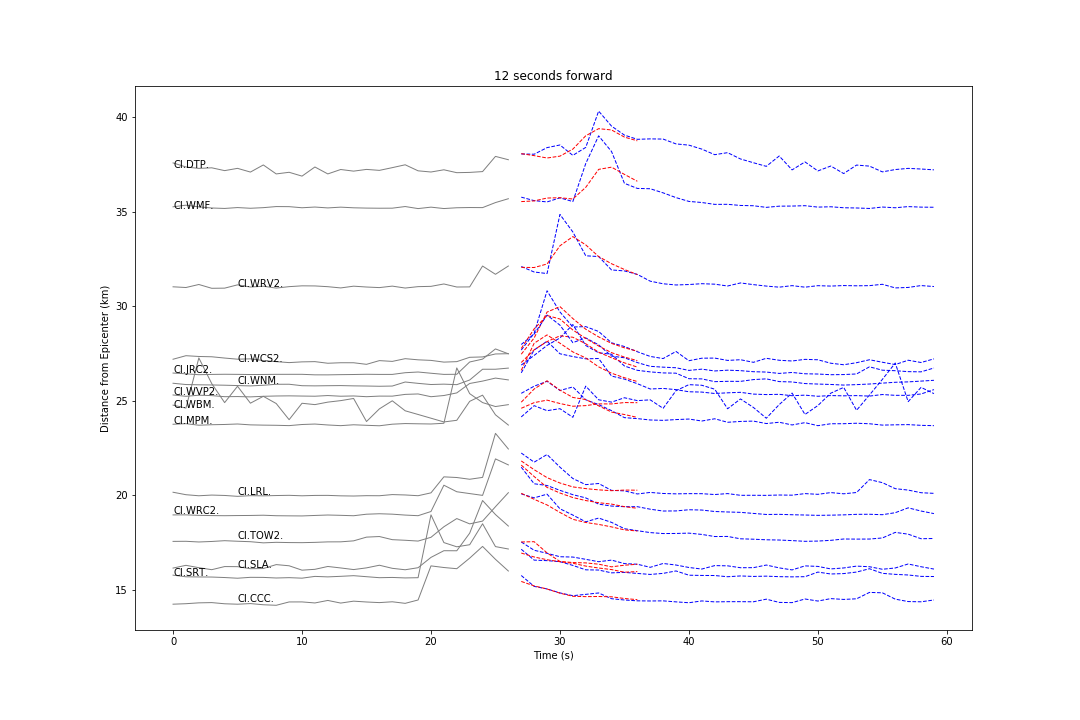 12 seconds forward
40
CI.DTP.
35
CI.WMF.
CI.WRV2.
30
CI.WCS2.
CI.JRC2.
CI.WNM.
CI.WVP2.
25
CI.WBM.
CI.MPM.
20
CI.LRL.
CI.WRC2.
CI.TOW2.
CI.SLA.
CI.SRT.
15
CI.CCC.
Distance from Epicenter (km)
0 10 20 30 40 50 60
Time (s)